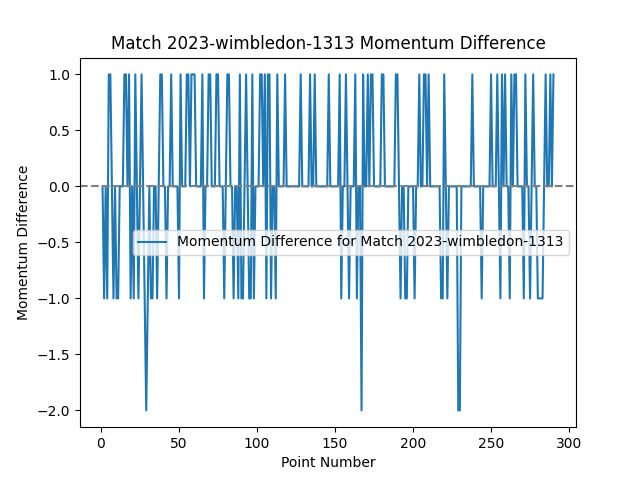 Match 2023-wimbledon-1313 Momentum Difference
1.0
0.5
0.0
−0.5
−1.0
−1.5
−2.0
Momentum Difference
Momentum Difference for Match 2023-wimbledon-1313
0 50 100 150 200 250 300
Point Number